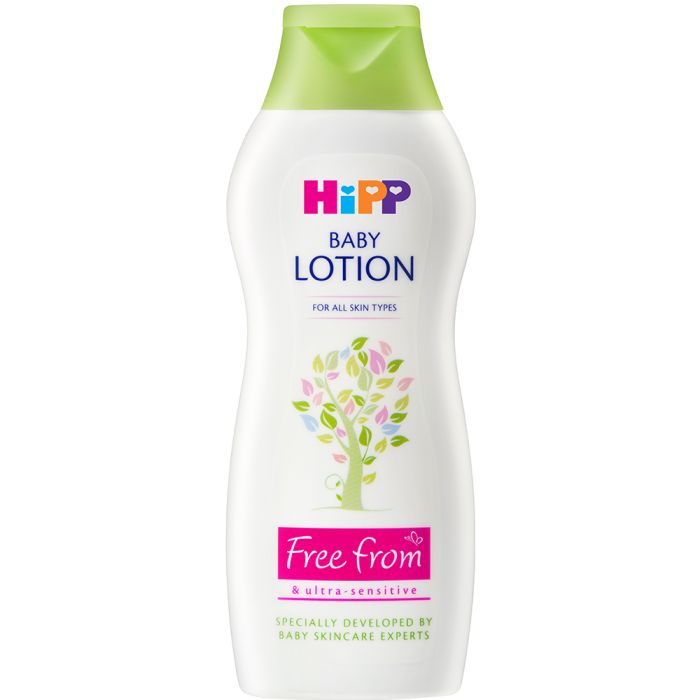 HiPP
BABY
LOTION
FOR ALL SKIN TYPES
Free from
& ultra-sensitive
SPECIALLY DEVELOPED BY
BABY SKINCARE EXPERTS